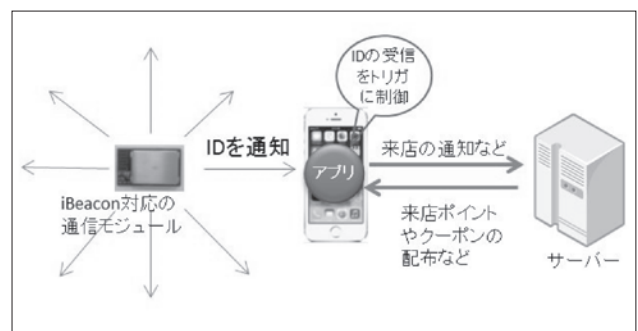 IDの受信
をトリガ
に制御
IDを通知
アプリ
来店の通知など
iBeacon対応の
通信モジュール
来店ポイント
やクーポンの
配布など
サーバー